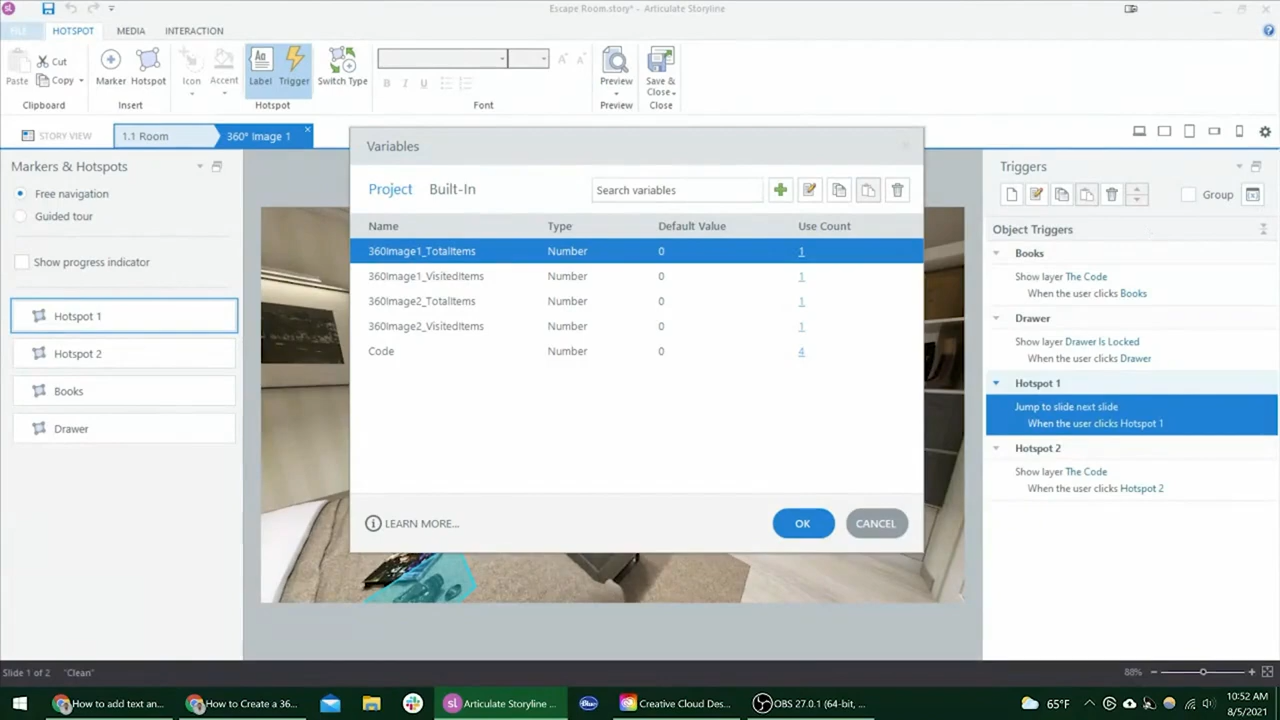 sl
Escape Room.story* - Articulate Storyline
FILE
HOTSPOT
MEDIA
INTERACTION
Paste
Cut
Copy
Clipboard
Marker
Hotspot
Insert
Icon
Accent
Aa
Label
Trigger
Hotspot
Switch Type
B I U
Font
Preview
Preview
Save &
Close
Close
STORY VIEW
1.1 Room
360° Image 1
Markers & Hotspots
Free navigation
Guided tour
Show progress indicator
Hotspot 1
Hotspot 2
Books
Drawer
Variables
Project
Built-In
Search variables
Name Type Default Value Use Count
360Image1_TotalItems Number 0 1
360Image1_VisitedItems Number 0 1
360Image2_TotalItems Number 0 1
360Image2_VisitedItems Number 0 1
Code Number 0 4
LEARN MORE...
OK
CANCEL
Triggers
Group
Object Triggers
Books
Show layer The Code
When the user clicks Books
Drawer
Show layer Drawer Is Locked
When the user clicks Drawer
Hotspot 1
Jump to slide next slide
When the user clicks Hotspot 1
Hotspot 2
Show layer The Code
When the user clicks Hotspot 2
Slide 1 of 2 "Clean"
88%
How to add text an...
How to Create a 36...
sl Articulate Storyline ...
Blue
Creative Cloud Des...
OBS 27.0.1 (64-bit, ...
65°F
10:52 AM
8/5/2021